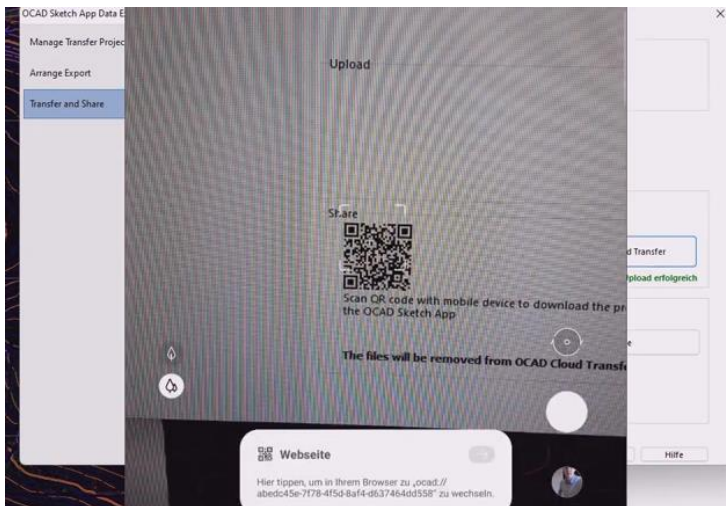 OCAD Sketch App Data E
Manage Transfer Projec
Arrange Export
Transfer and Share
Upload
Share
Scan QR code with mobile device to download the pr
the OCAD Sketch App
The files will be removed from OCAD Cloud Transf
d Transfer
Upload erfolgreich
e
Hilfe
Webseite
Hier tippen, um in Ihrem Browser zu „ocad://
abedc45e-7f78-4f5d-8af4-d637464dd558" zu wechseln.